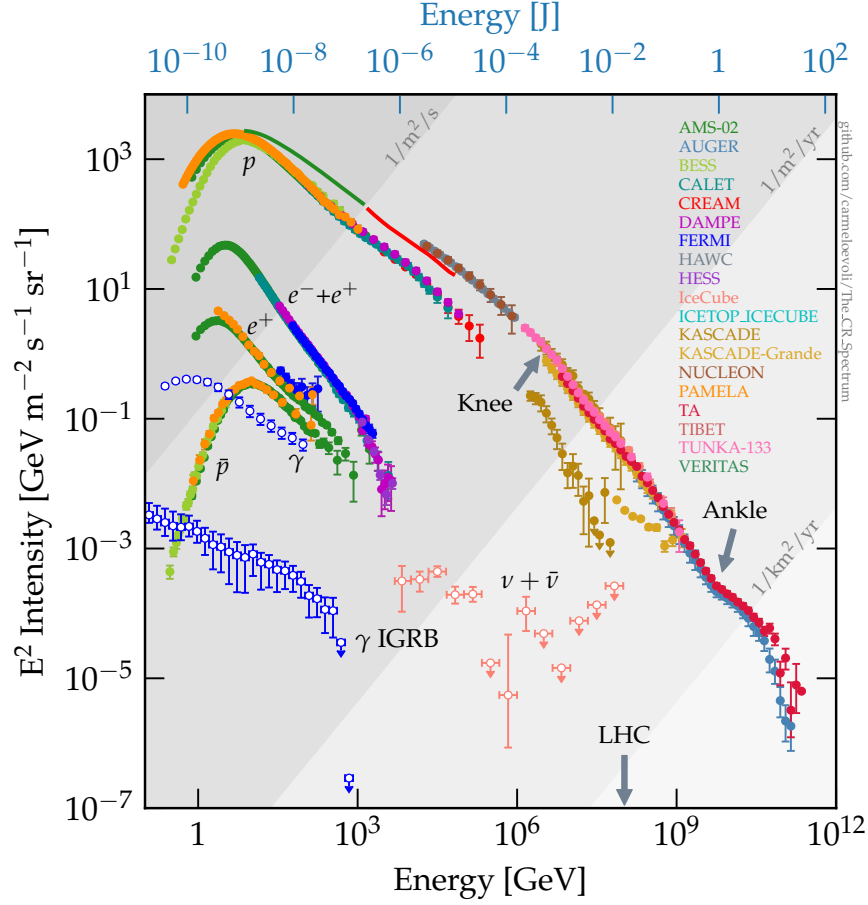 Energy [J]
10⁻¹⁰ 10⁻⁸ 10⁻⁶ 10⁻⁴ 10⁻² 1 10²
E² Intensity [GeV m⁻² s⁻¹ sr⁻¹]
10³
10¹
10⁻¹
10⁻³
10⁻⁵
10⁻⁷
1/m²/s
1/m²/yr
1/km²/yr
p
e⁻+e⁺
e⁺
p̄
γ
γ IGRB
ν + ν̄
Knee
Ankle
LHC
AMS-02
AUGER
BESS
CALET
CREAM
DAMPE
FERMI
HAWC
HESS
IceCube
ICETOP_ICECUBE
KASCADE
KASCADE-Grande
NUCLEON
PAMELA
TA
TIBET
TUNKA-133
VERITAS
github.com/carmeloevoli/The_CR_Spectrum
1 10³ 10⁶ 10⁹ 10¹²
Energy [GeV]